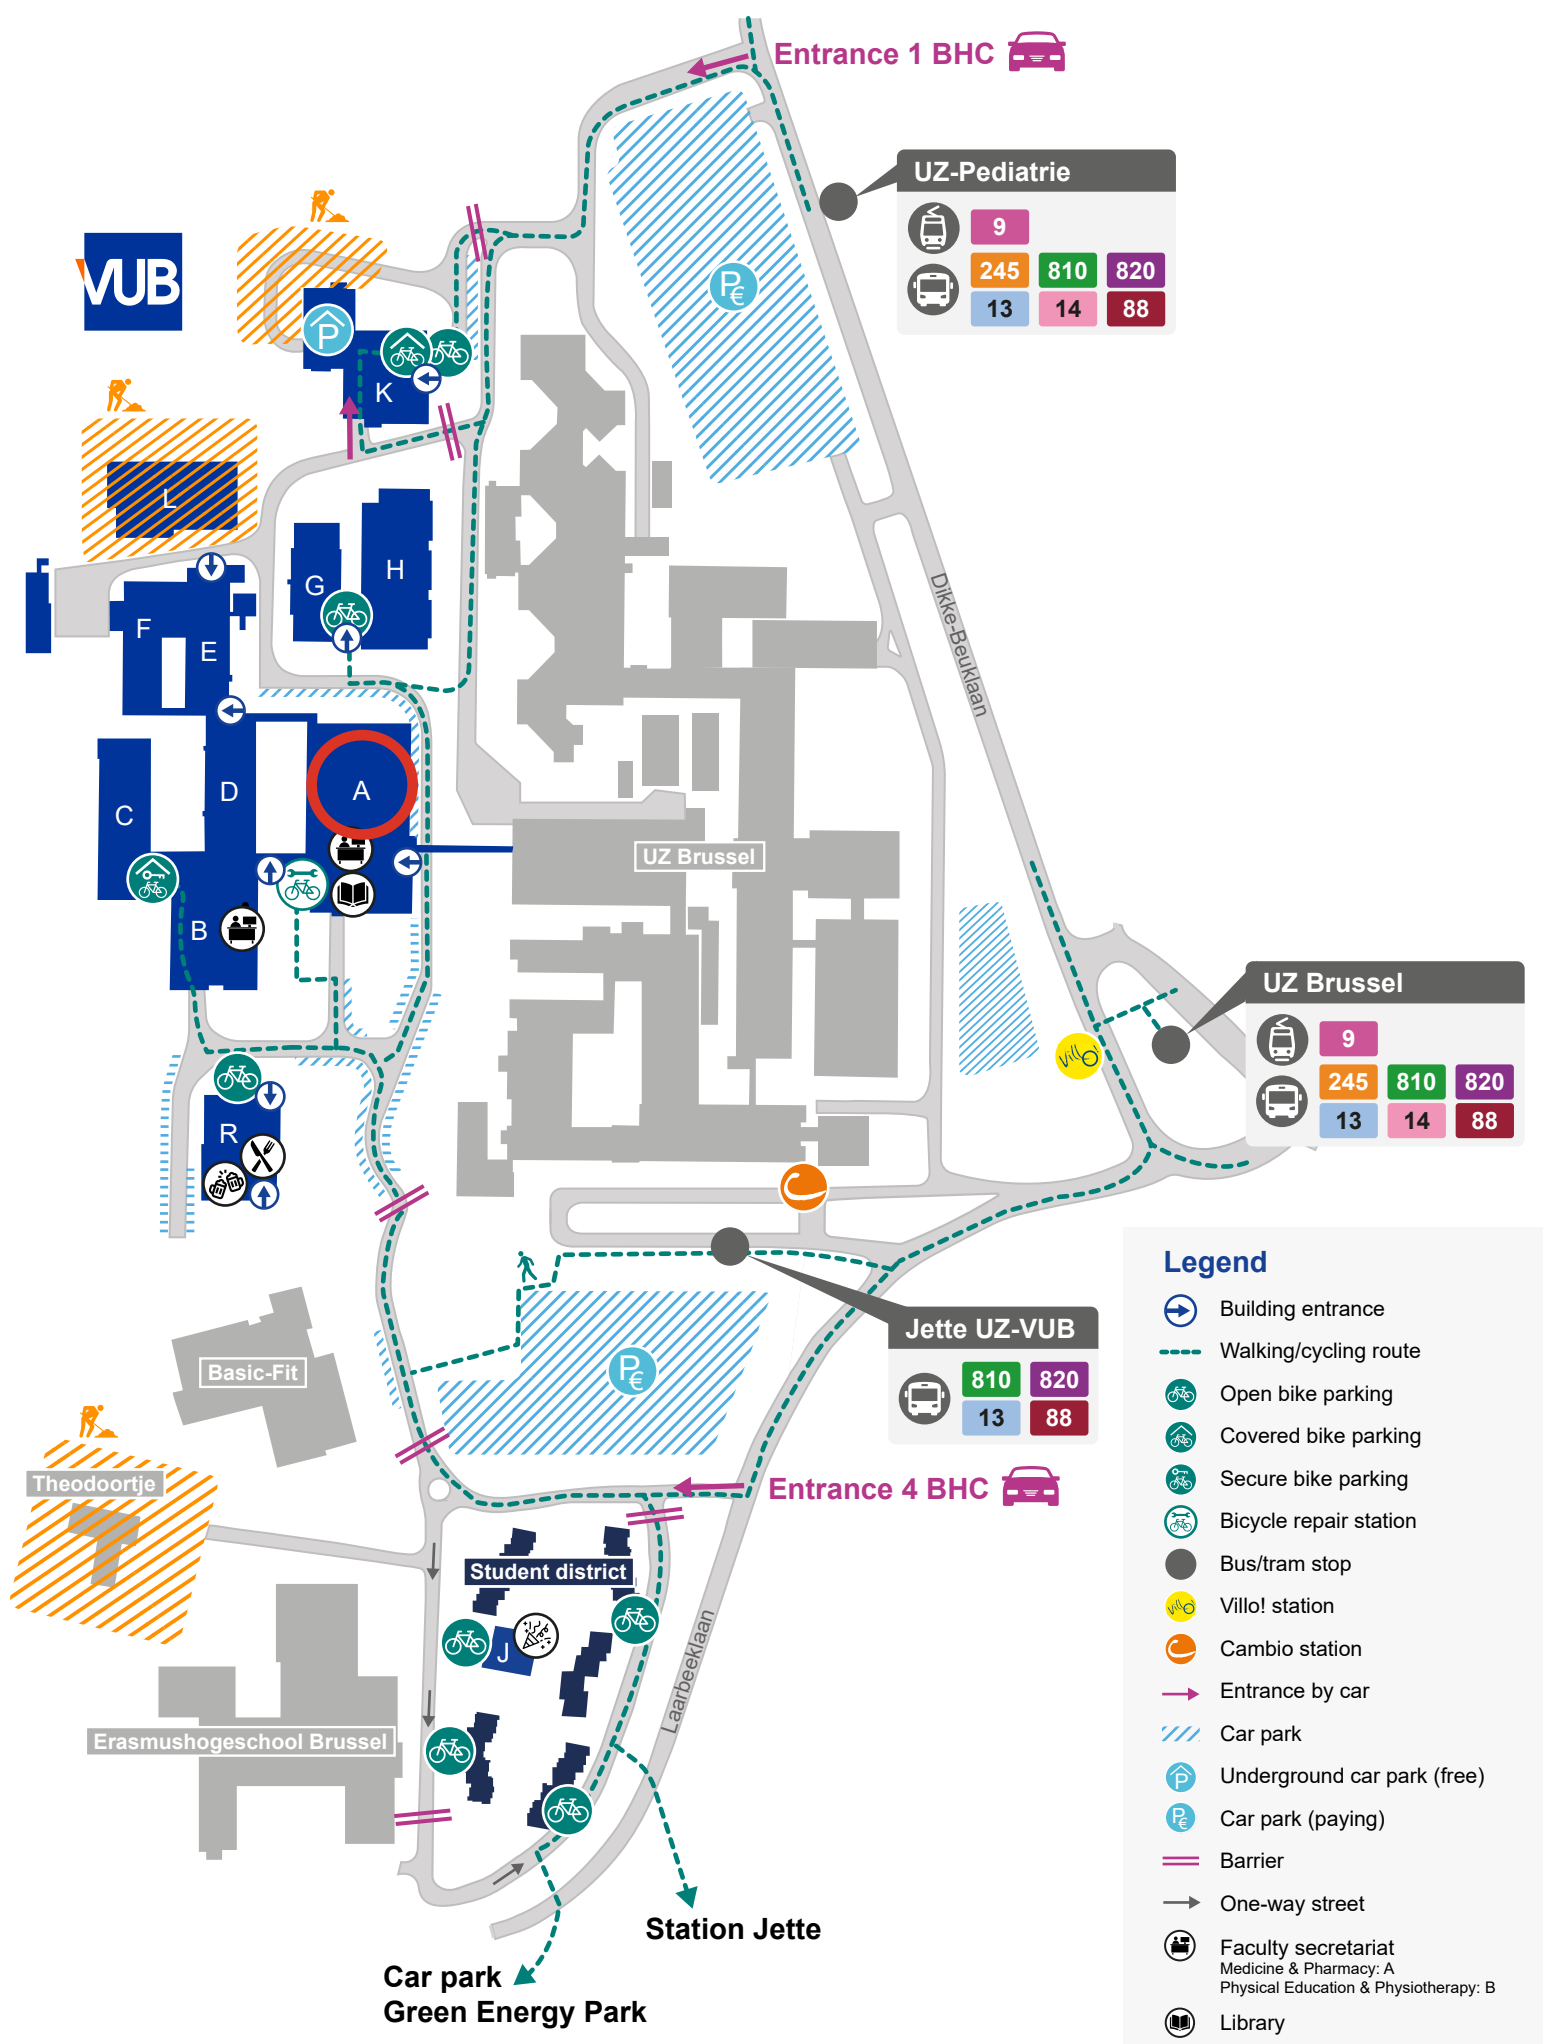 Entrance 1 BHC
UZ-Pediatrie
9
245 810 820
13 14 88
VUB
P
P€
K
L
G
H
F
E
Dikke-Beuklaan
D
A
C
UZ Brussel
B
UZ Brussel
9
245 810 820
13 14 88
Villo!
R
Jette UZ-VUB
810 820
13 88
Basic-Fit
P€
Theodoortje
Entrance 4 BHC
Student district
J
Laarbeeklaan
Erasmushogeschool Brussel
Station Jette
Car park
Green Energy Park
Legend
Building entrance
Walking/cycling route
Open bike parking
Covered bike parking
Secure bike parking
Bicycle repair station
Bus/tram stop
Villo! Villo! station
Cambio station
Entrance by car
Car park
P Underground car park (free)
P€ Car park (paying)
Barrier
One-way street
Faculty secretariat
Medicine & Pharmacy: A
Physical Education & Physiotherapy: B
Library